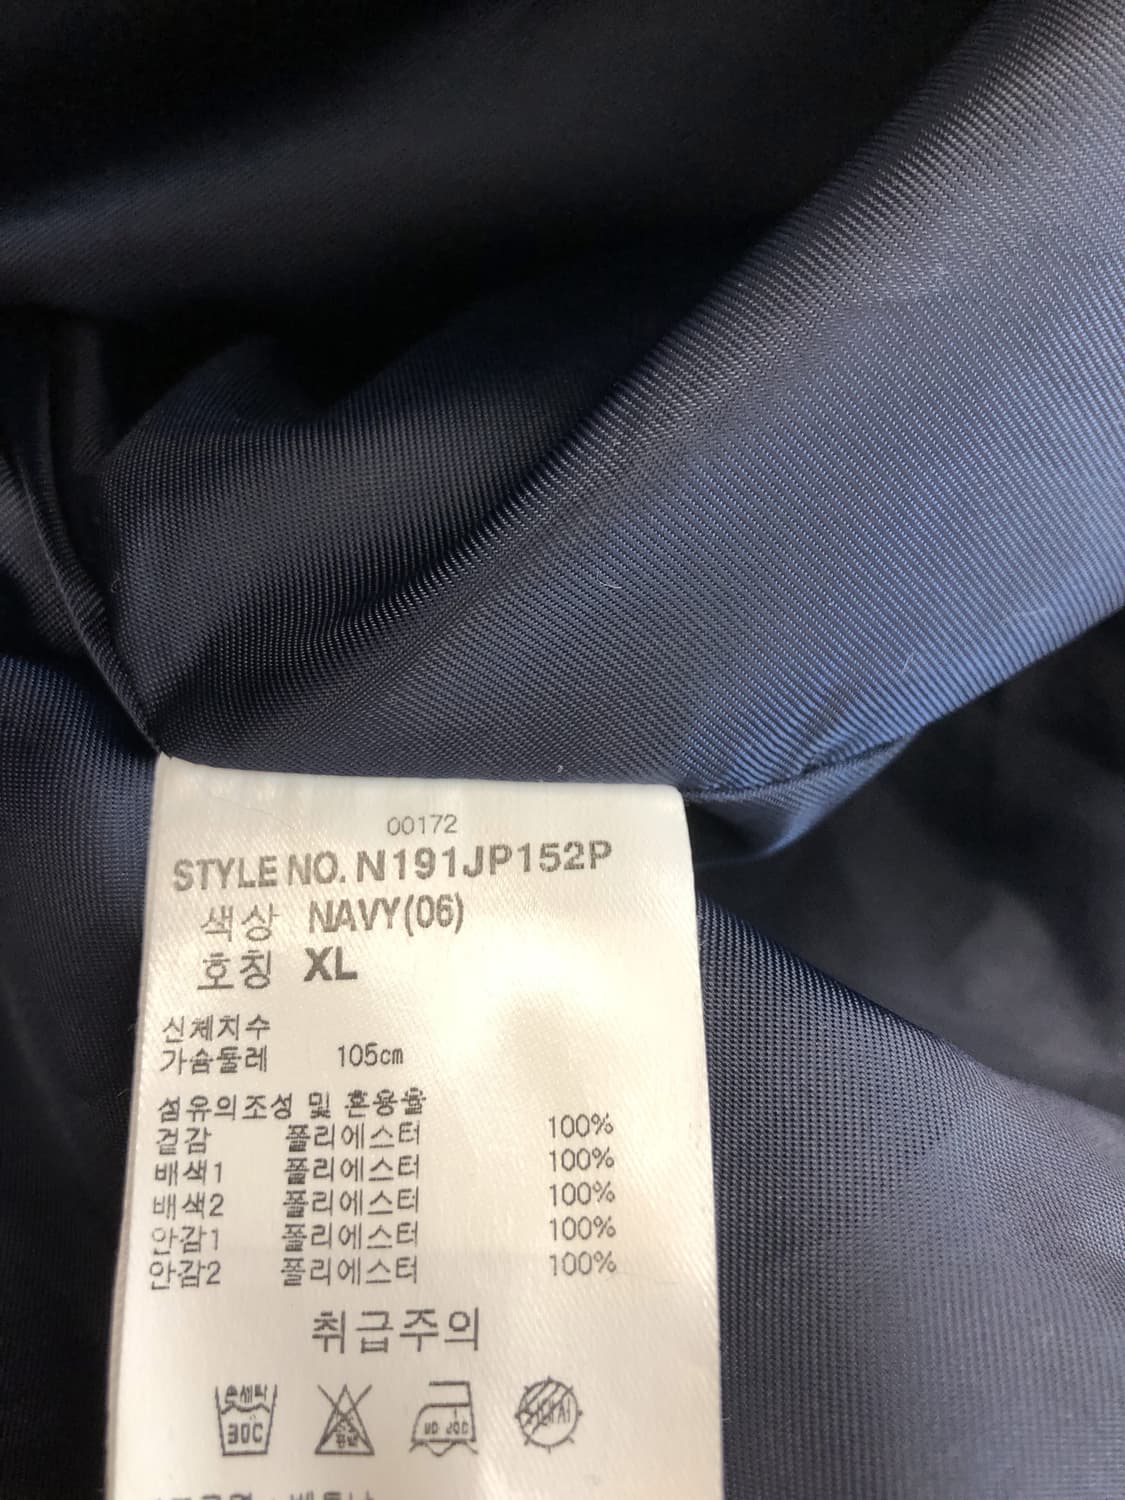 00172
STYLE NO. N191JP152P
색상 NAVY(06)
호칭 XL
신체치수
가슴둘레 105cm
섬유의조성 및 혼용율
겉감 폴리에스터 100%
배색1 폴리에스터 100%
배색2 폴리에스터 100%
안감1 폴리에스터 100%
안감2 폴리에스터 100%
취급주의
손세탁
30C